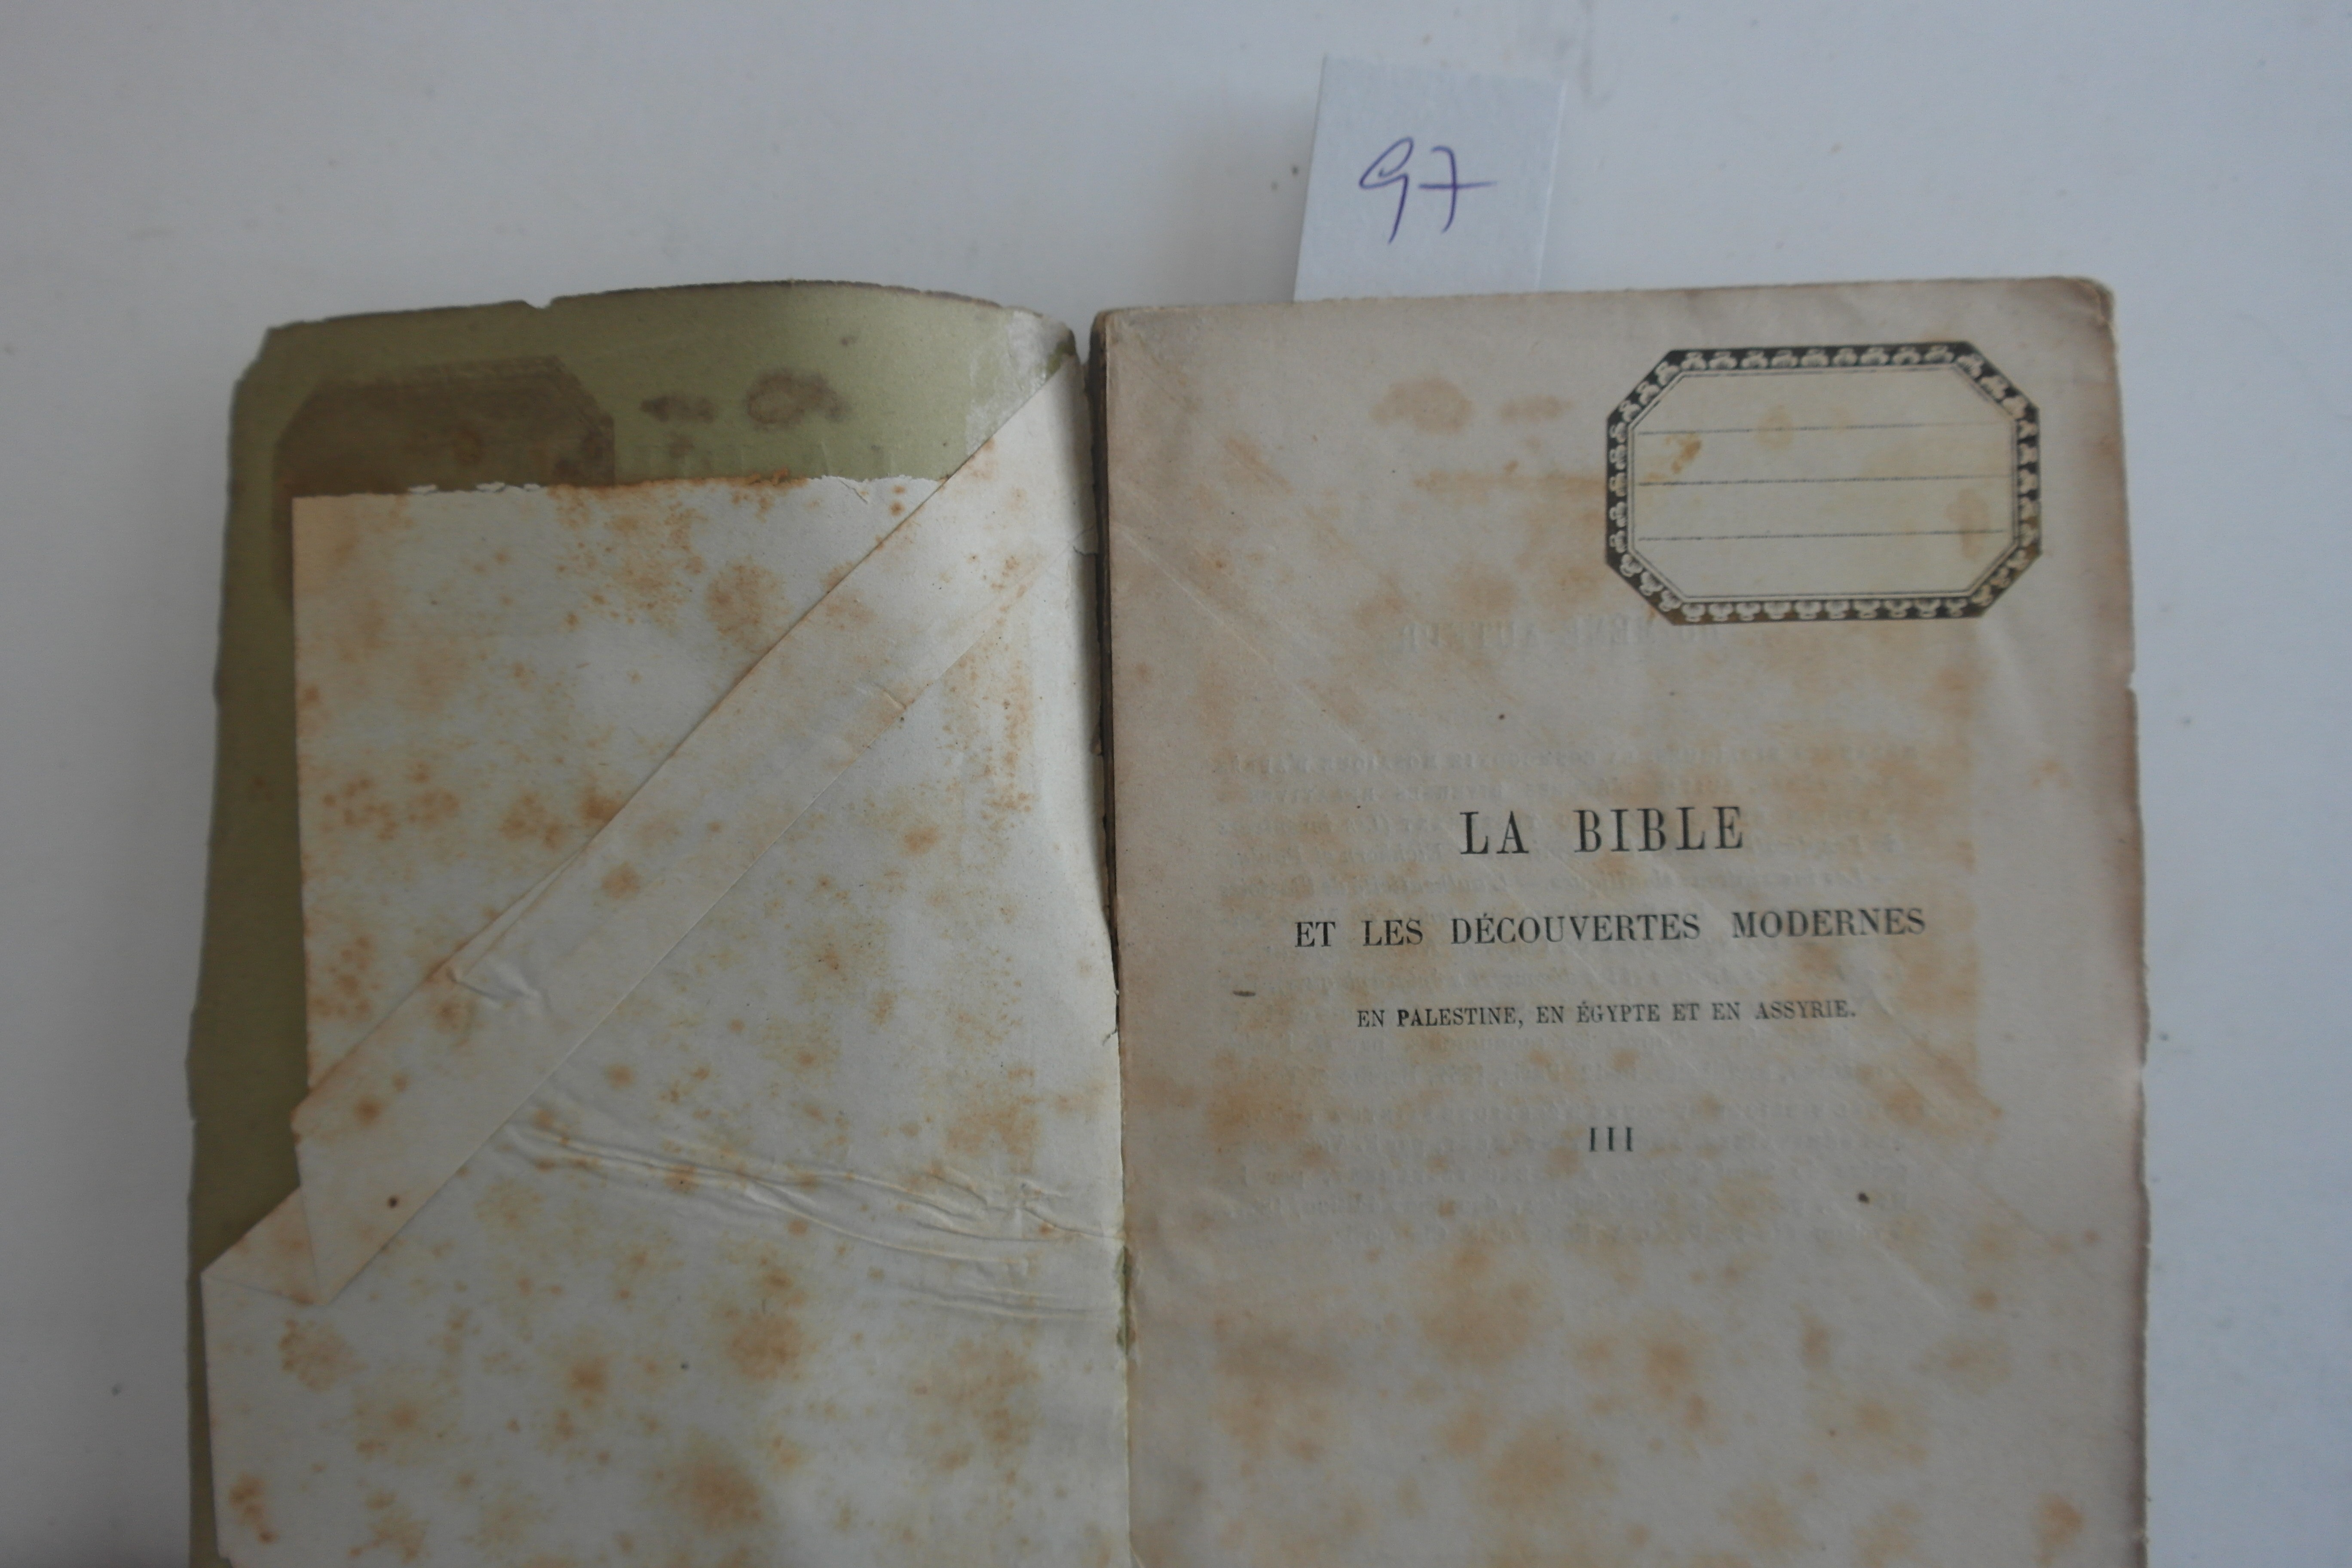 97
LA BIBLE
ET LES DÉCOUVERTES MODERNES
EN PALESTINE, EN ÉGYPTE ET EN ASSYRIE.
III